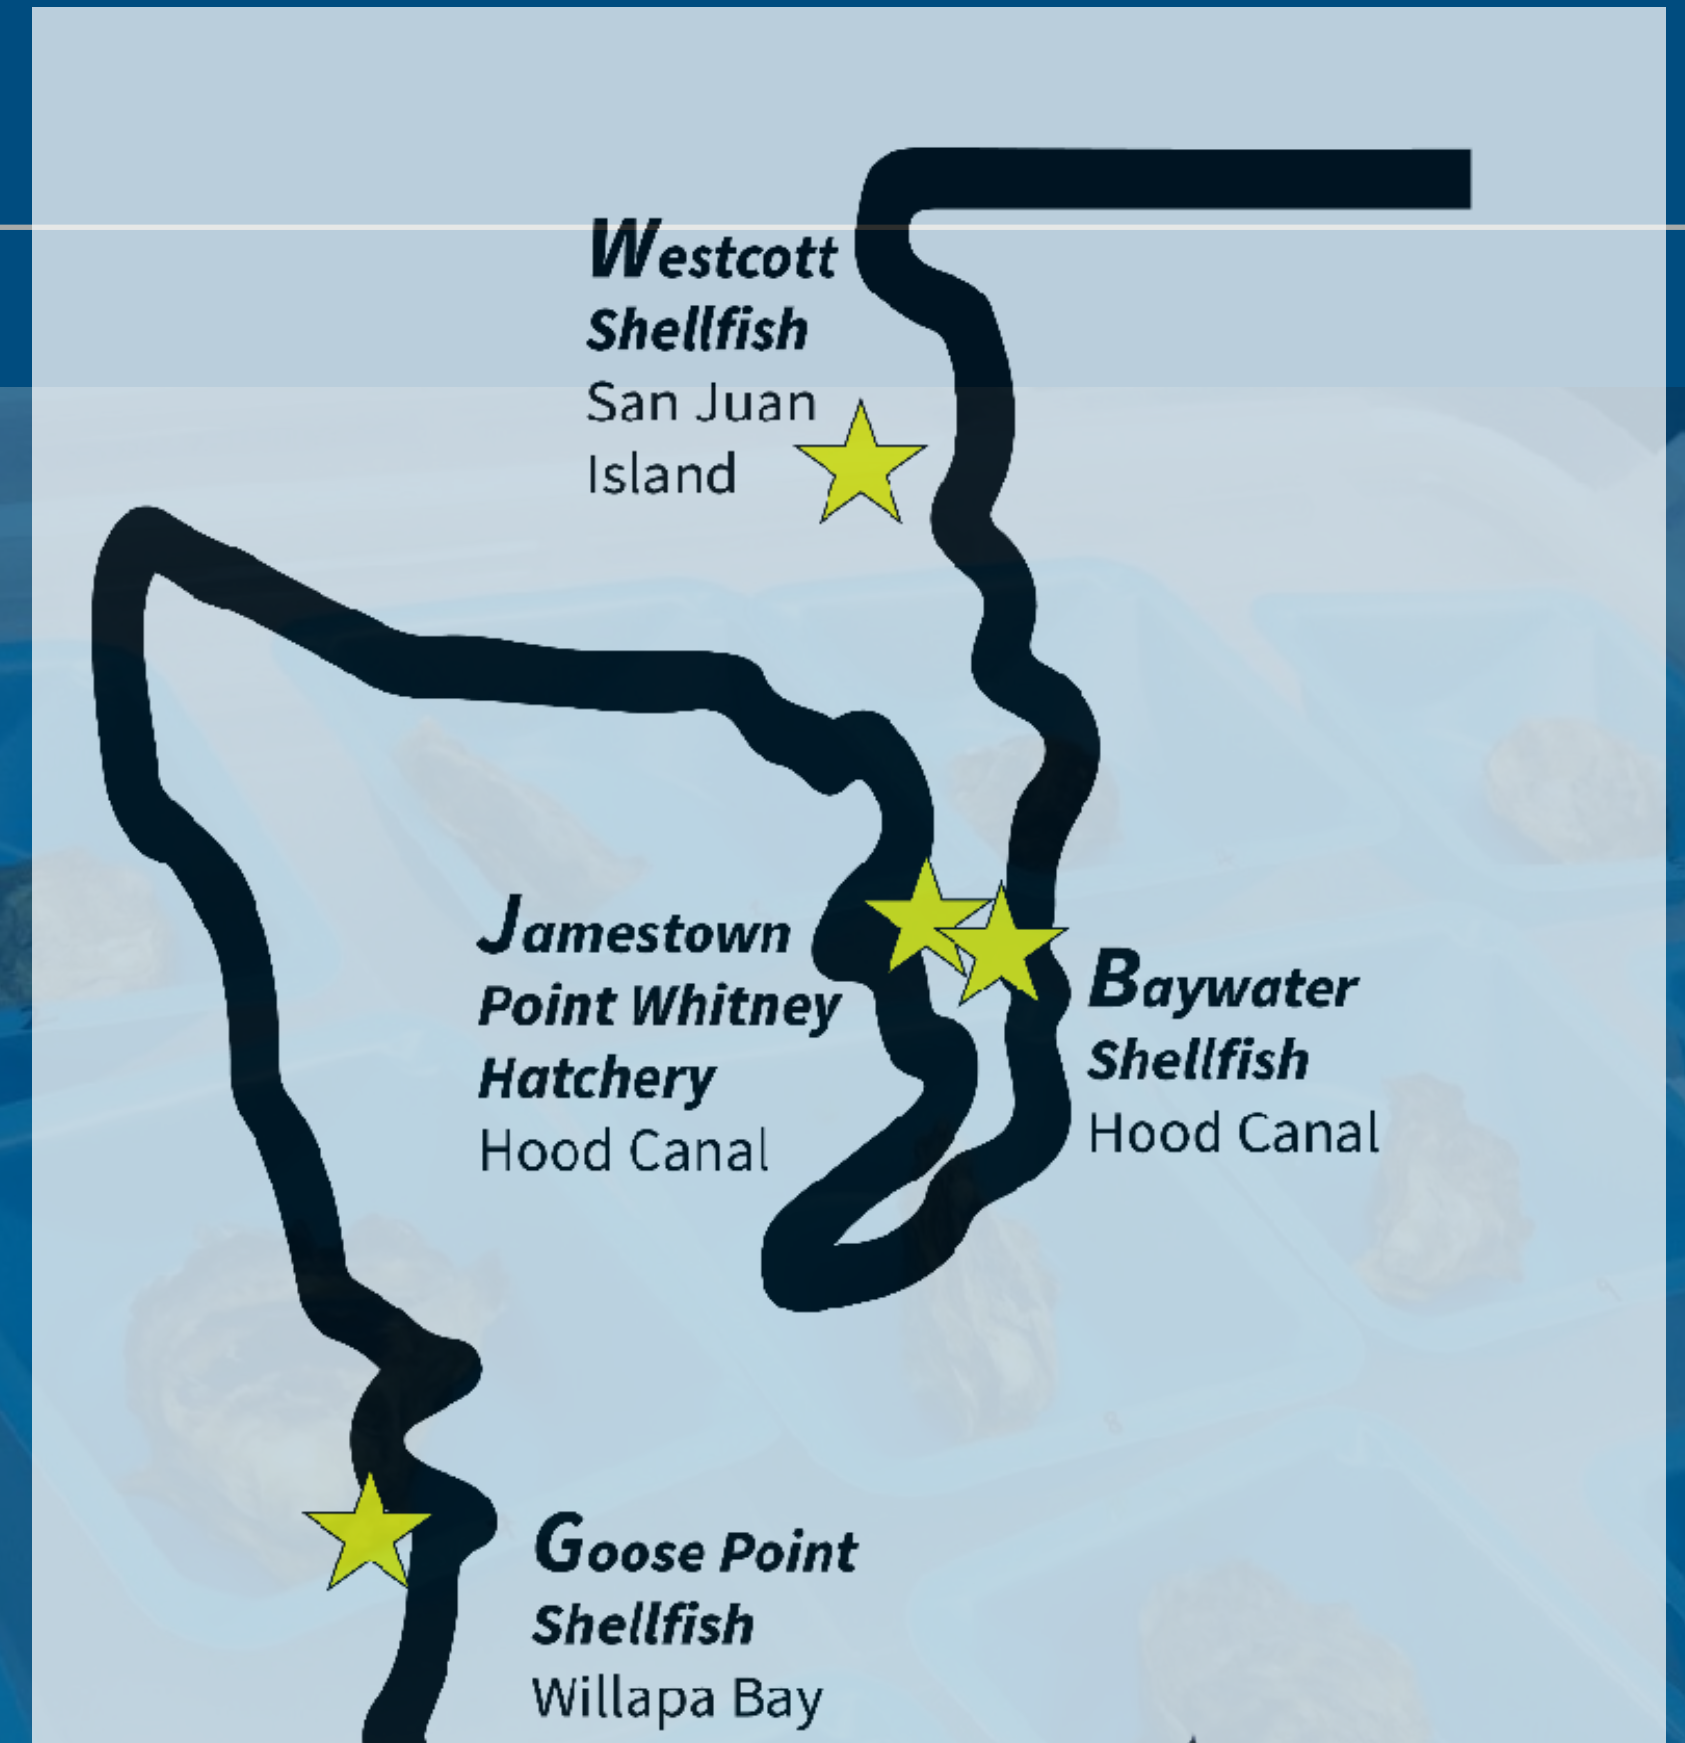 Westcott
Shellfish
San Juan
Island
Jamestown
Point Whitney
Hatchery
Hood Canal
Baywater
Shellfish
Hood Canal
Goose Point
Shellfish
Willapa Bay